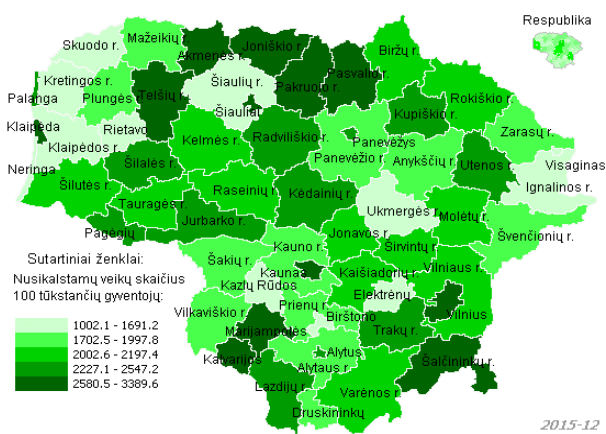 Respublika
Skuodo r.
Mažeikių r.
Akmenės r.
Joniškio r.
Biržų r.
Kretingos r.
Plungės r.
Telšių r.
Šiaulių r.
Pakruojo r.
Pasvalio r.
Palanga
Šiauliai
Kupiškio r.
Rokiškio r.
Klaipėda
Rietavo
Klaipėdos r.
Kelmės r.
Radviliškio r.
Panevėžys
Zarasų r.
Neringa
Šilalės r.
Panevėžio r.
Anykščių r.
Utenos r.
Visaginas
Šilutės r.
Raseinių r.
Kėdainių r.
Ignalinos r.
Tauragės r.
Jurbarko r.
Ukmergės r.
Molėtų r.
Pagėgių
Kauno r.
Jonavos r.
Širvintų r.
Švenčionių r.
Sutartiniai ženklai:
Šakių r.
Kaunas
Kaišiadorių r.
Vilniaus r.
Nusikalstamų veikų skaičius
100 tūkstančių gyventojų:
Kazlų Rūdos
Prienų r.
Elektrėnų
Vilkaviškio r.
Birštono
Vilnius
1002.1 - 1691.2
1702.5 - 1997.8
2002.6 - 2197.4
2227.1 - 2547.2
2580.5 - 3389.6
Marijampolės
Trakų r.
Kalvarijos
Alytus
Alytaus r.
Šalčininkų r.
Lazdijų r.
Varėnos r.
Druskininkų
2015-12